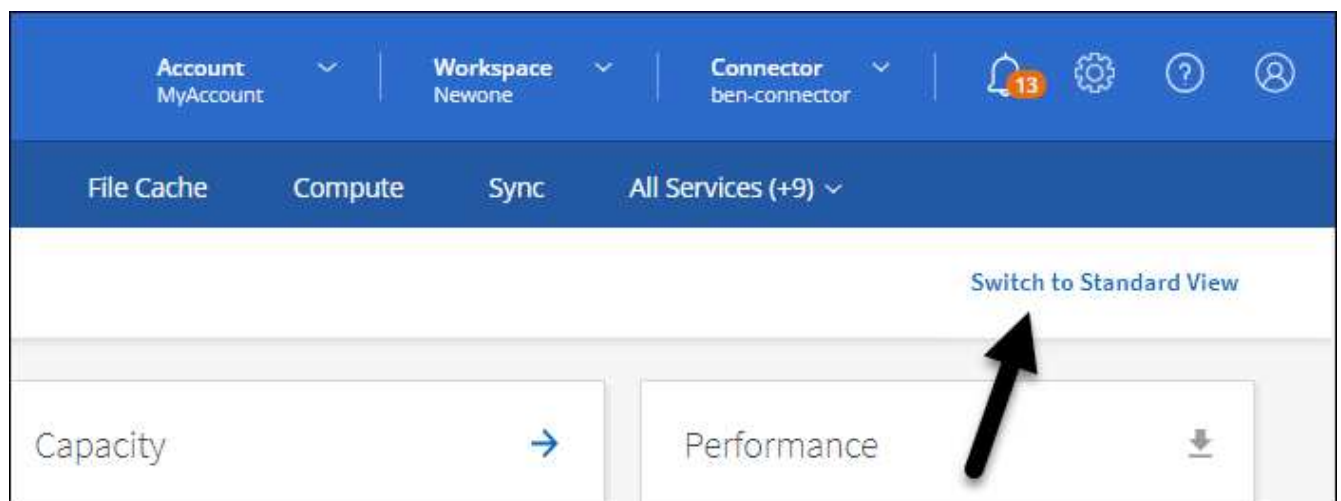 Account
MyAccount
Workspace
Newone
Connector
ben-connector
13
?
File Cache
Compute
Sync
All Services (+9)
Switch to Standard View
Capacity
Performance